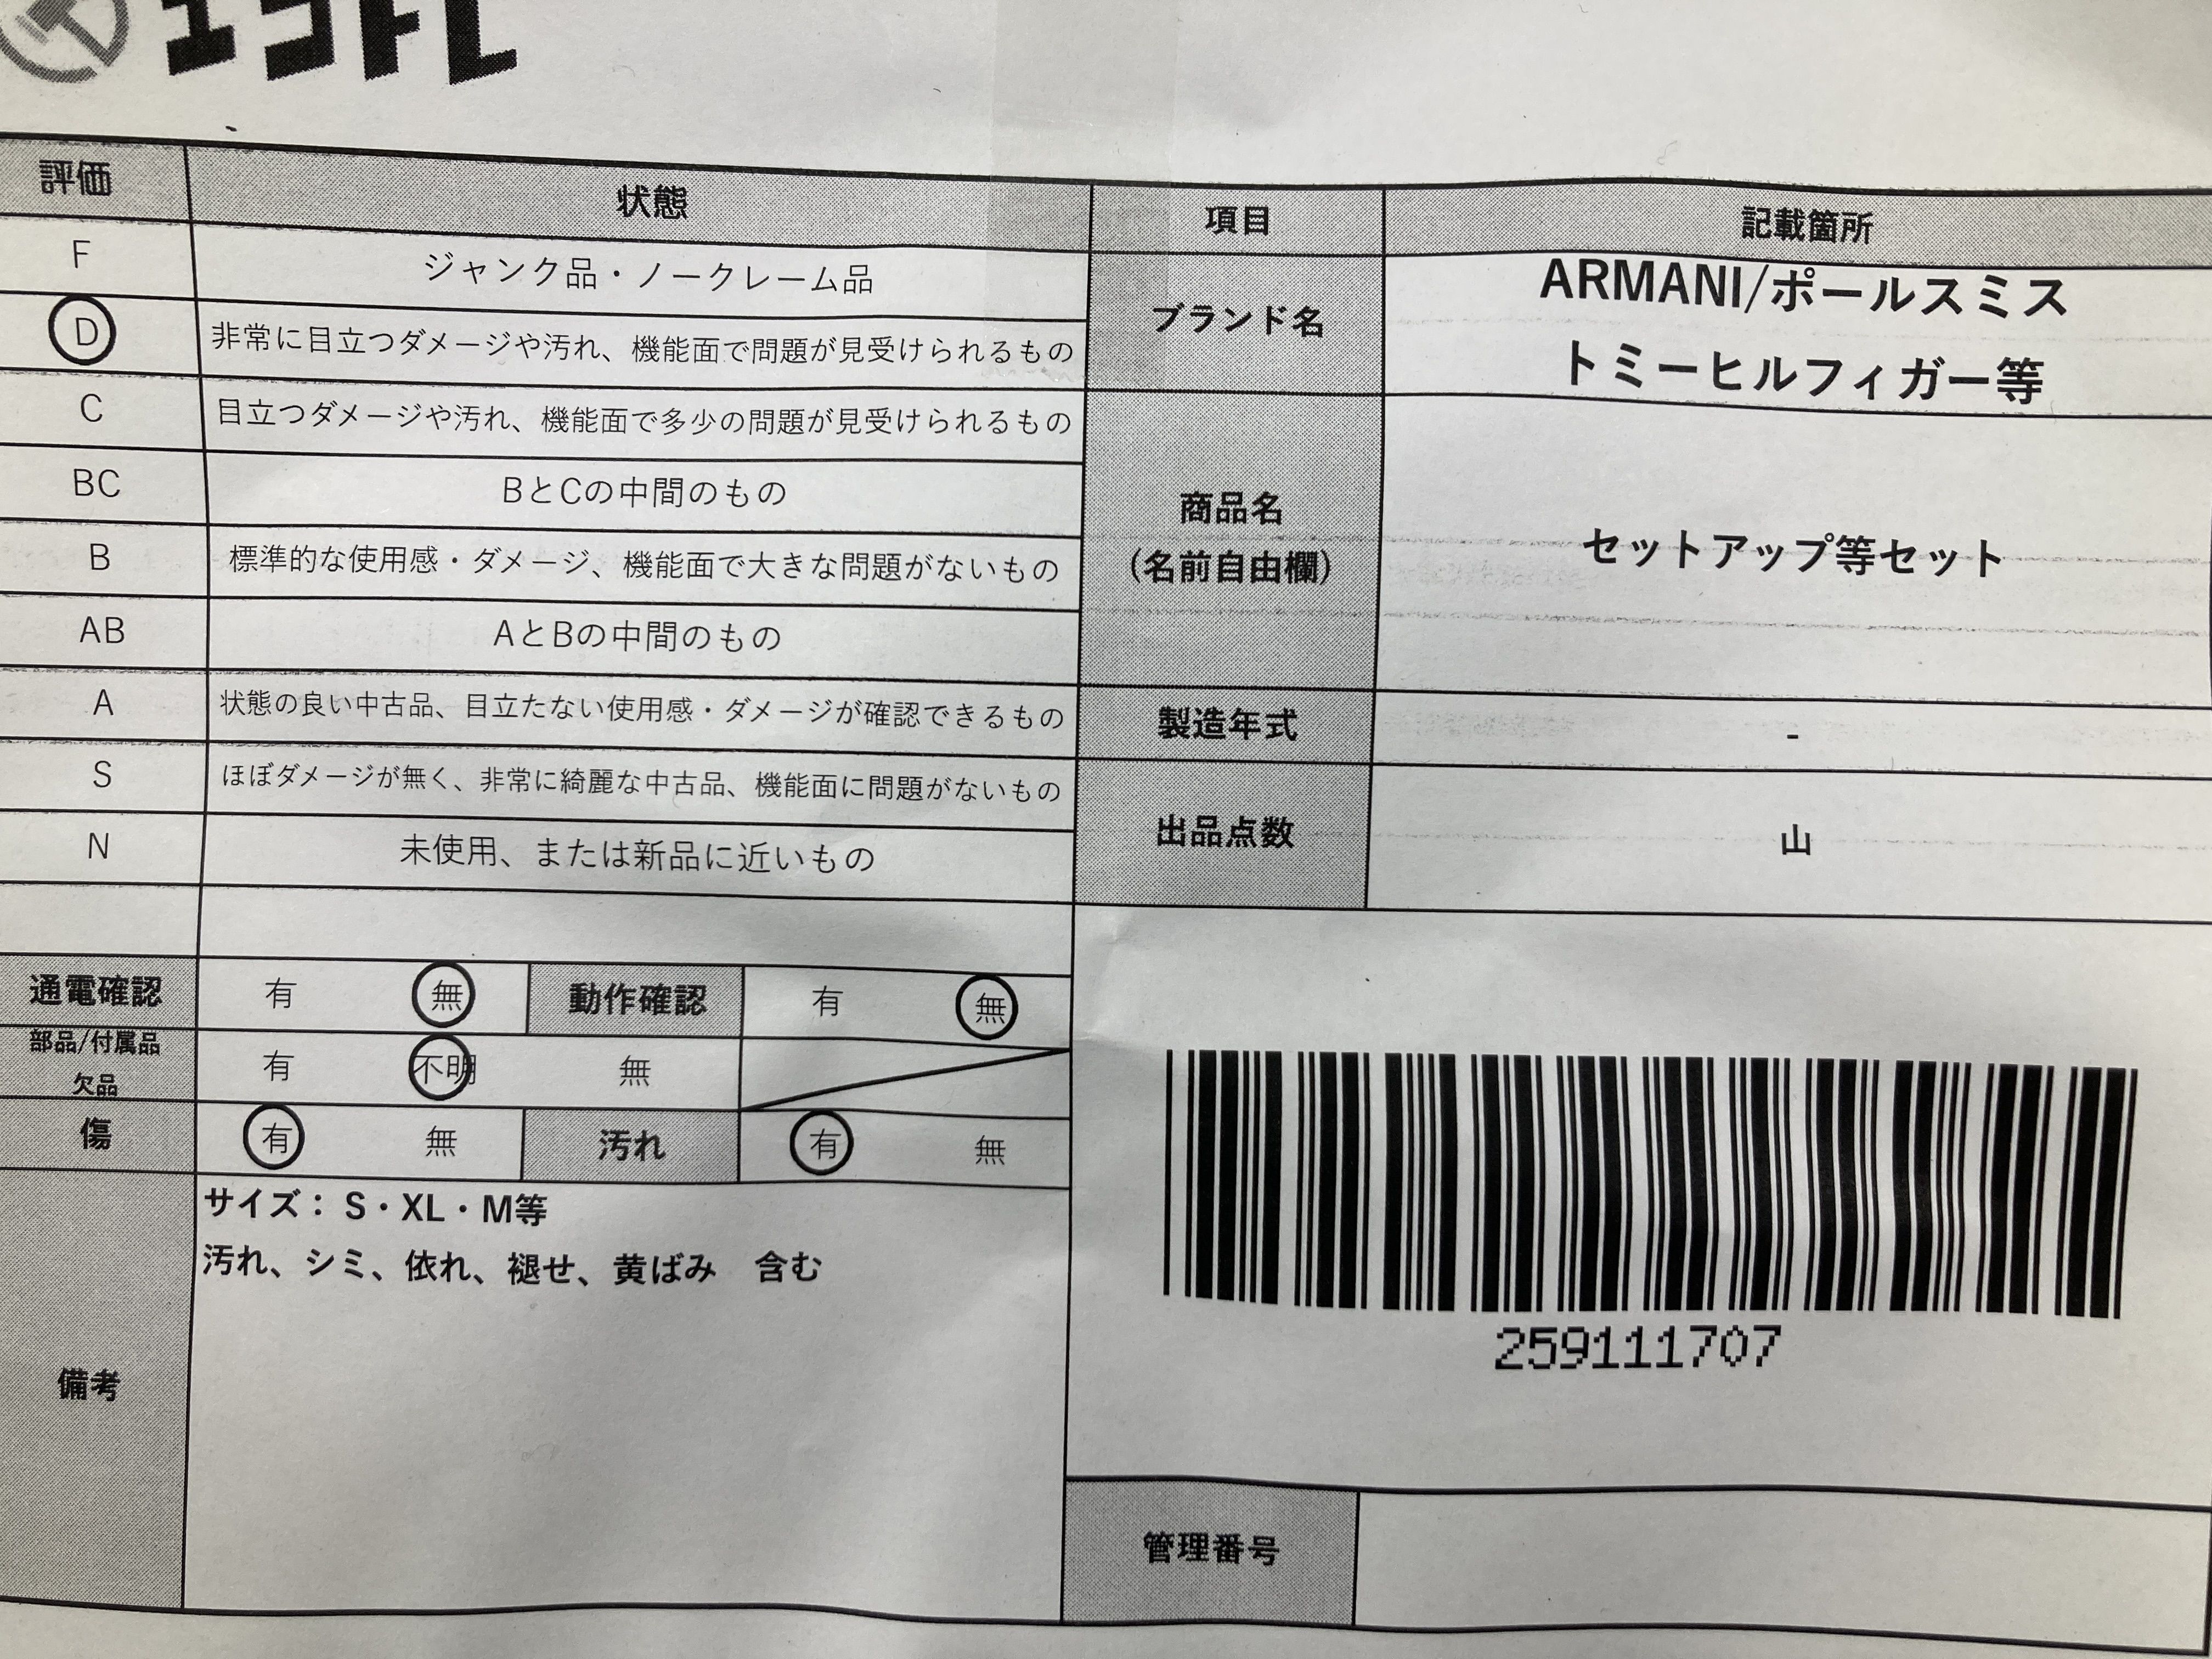 評価 状態 項目 記載箇所
F ジャンク品・ノークレーム品
D 非常に目立つダメージや汚れ、機能面で問題が見受けられるもの
C 目立つダメージや汚れ、機能面で多少の問題が見受けられるもの
BC BとCの中間のもの
B 標準的な使用感・ダメージ、機能面で大きな問題がないもの
AB AとBの中間のもの
A 状態の良い中古品、目立たない使用感・ダメージが確認できるもの
S ほぼダメージが無く、非常に綺麗な中古品、機能面に問題がないもの
N 未使用、または新品に近いもの
ブランド名
ARMANI/ポールスミス
トミーヒルフィガー等
商品名
(名前自由欄)
セットアップ等セット
製造年式 -
出品点数 山
通電確認 有 無 動作確認 有 無
部品/付属品
欠品
有 不明 無
傷 有 無 汚れ 有 無
備考
サイズ：S・XL・M等
汚れ、シミ、依れ、褪せ、黄ばみ　含む
259111707
管理番号